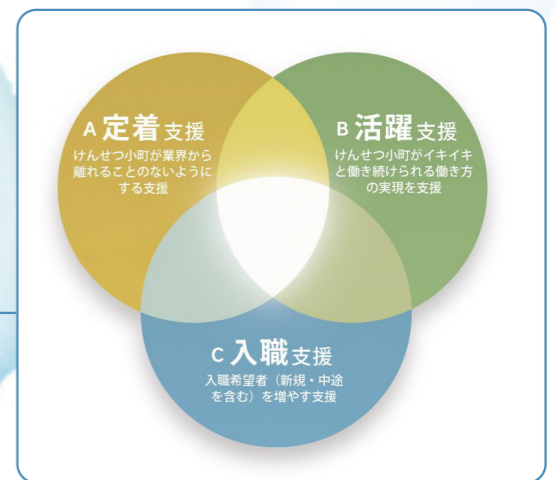 A 定着支援
けんせつ小町が業界から
離れることのないように
する支援
B 活躍支援
けんせつ小町がイキイキ
と働き続けられる働き方
の実現を支援
C 入職支援
入職希望者（新規・中途
を含む）を増やす支援